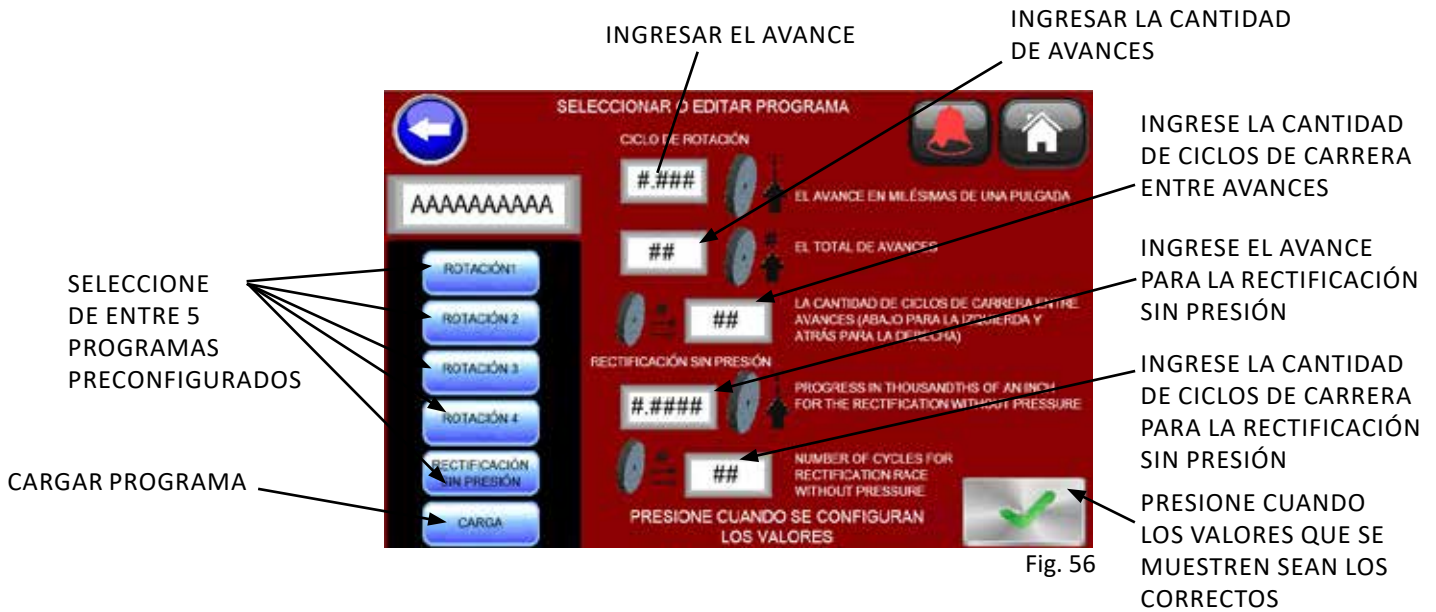 INGRESAR EL AVANCE
INGRESAR LA CANTIDAD
DE AVANCES
SELECCIONAR O EDITAR PROGRAMA
CICLO DE ROTACIÓN
#.###
EL AVANCE EN MILÉSIMAS DE UNA PULGADA
AAAAAAAAAA
##
#
EL TOTAL DE AVANCES
ROTACIÓN1
ROTACIÓN 2
ROTACIÓN 3
ROTACIÓN 4
RECTIFICACIÓN
SIN PRESIÓN
CARGA
#
##
LA CANTIDAD DE CICLOS DE CARRERA ENTRE
AVANCES (ABAJO PARA LA IZQUIERDA Y
ATRÁS PARA LA DERECHA)
RECTIFICACIÓN SIN PRESIÓN
#.####
PROGRESS IN THOUSANDTHS OF AN INCH
FOR THE RECTIFICATION WITHOUT PRESSURE
#
##
NUMBER OF CYCLES FOR
RECTIFICATION RACE
WITHOUT PRESSURE
PRESIONE CUANDO SE CONFIGURAN
LOS VALORES
SELECCIONE
DE ENTRE 5
PROGRAMAS
PRECONFIGURADOS
CARGAR PROGRAMA
INGRESE LA CANTIDAD
DE CICLOS DE CARRERA
ENTRE AVANCES
INGRESE EL AVANCE
PARA LA RECTIFICACIÓN
SIN PRESIÓN
INGRESE LA CANTIDAD
DE CICLOS DE CARRERA
PARA LA RECTIFICACIÓN
SIN PRESIÓN
PRESIONE CUANDO
LOS VALORES QUE SE
MUESTREN SEAN LOS
CORRECTOS
Fig. 56